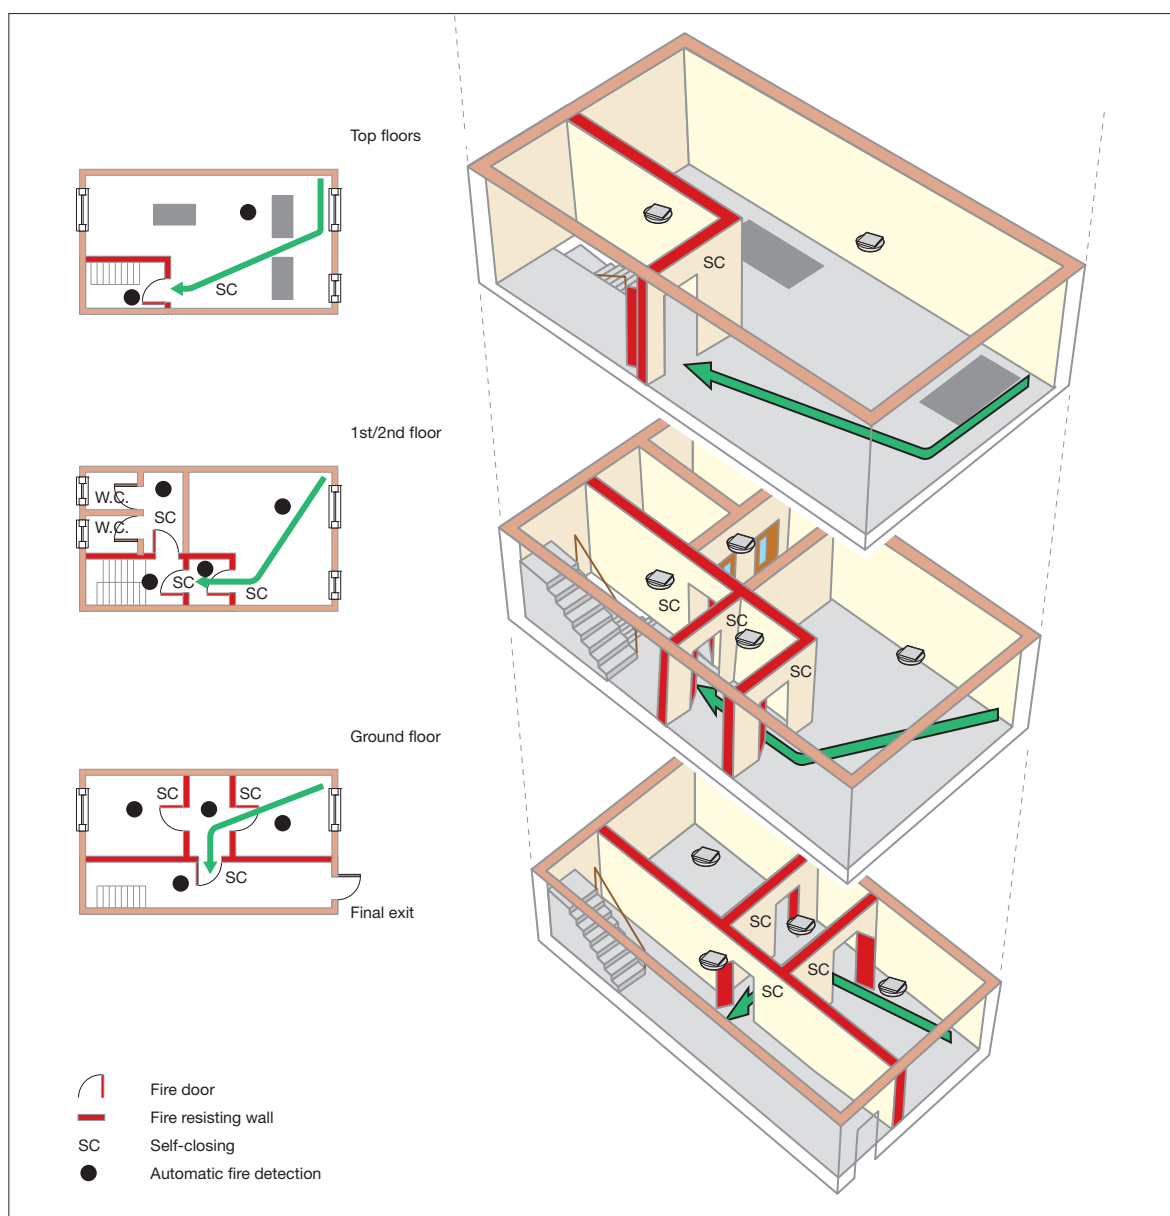 Top floors
SC
SC
1st/2nd floor
W.C.
W.C.
SC
SC
SC
SC
SC
SC
Ground floor
SC
SC
SC
Final exit
SC
SC
SC
Fire door
Fire resisting wall
SC
Self-closing
Automatic fire detection